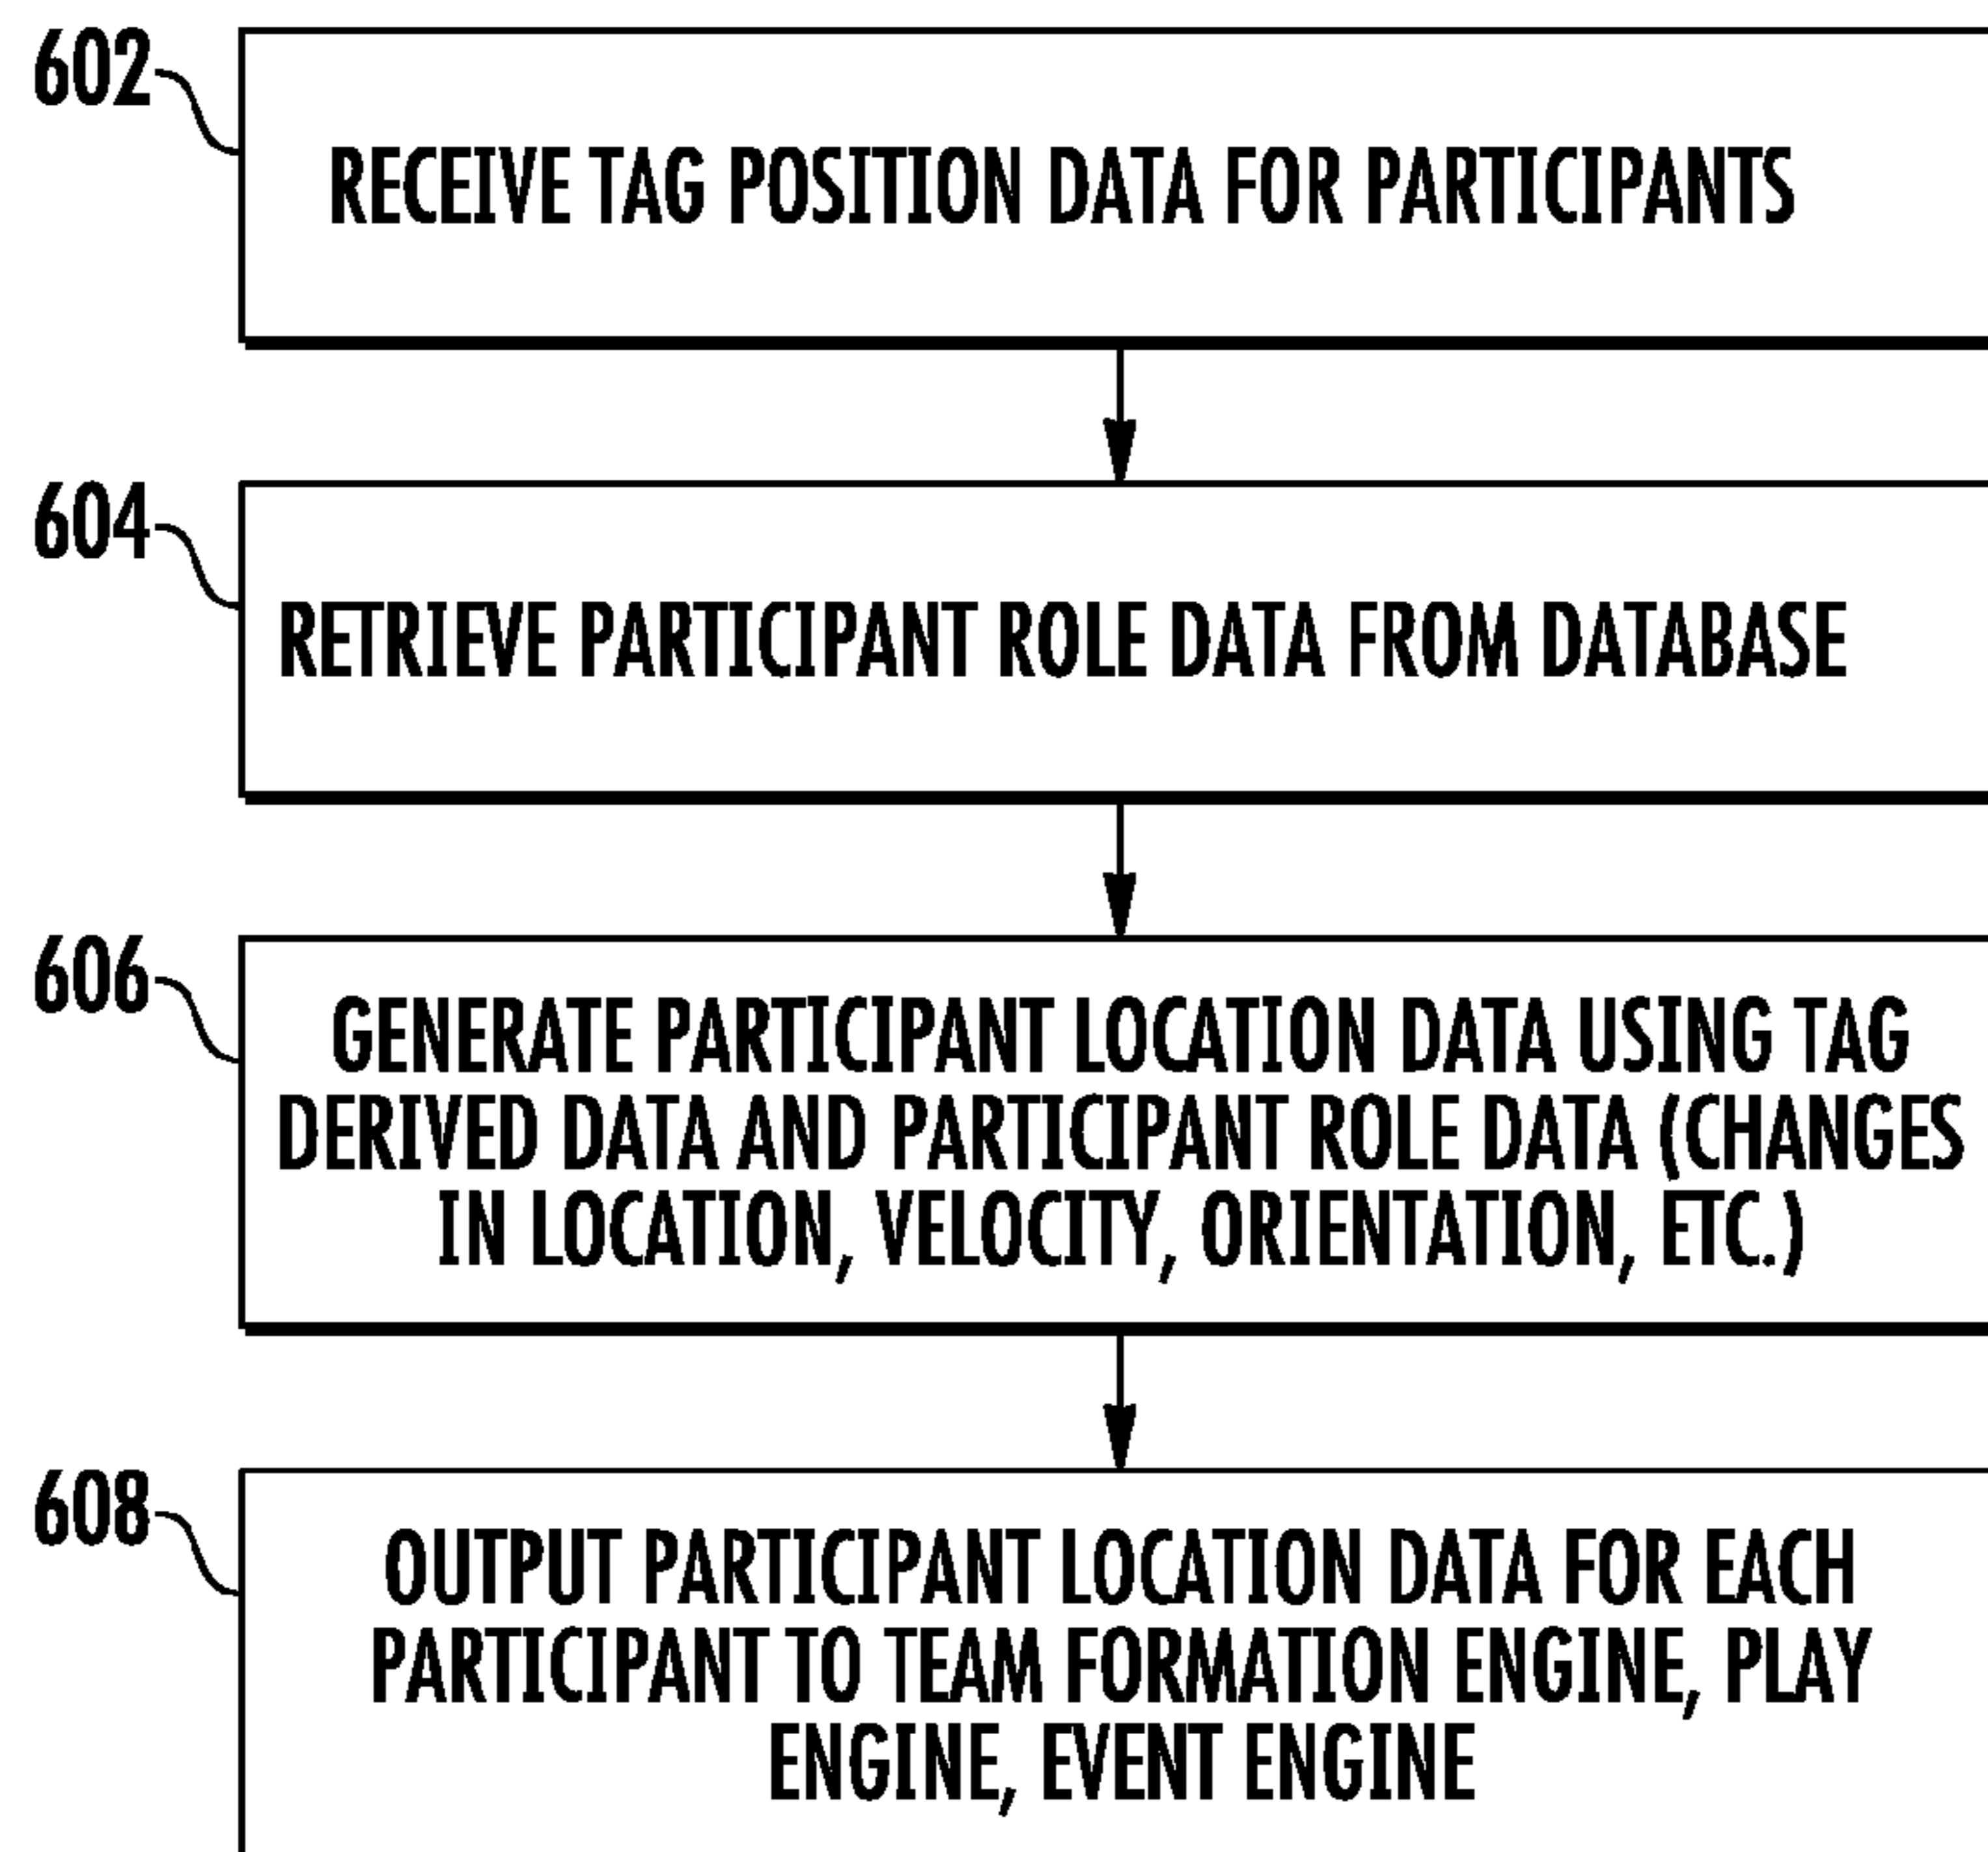 602
RECEIVE TAG POSITION DATA FOR PARTICIPANTS
604
RETRIEVE PARTICIPANT ROLE DATA FROM DATABASE
606
GENERATE PARTICIPANT LOCATION DATA USING TAG
DERIVED DATA AND PARTICIPANT ROLE DATA (CHANGES
IN LOCATION, VELOCITY, ORIENTATION, ETC.)
608
OUTPUT PARTICIPANT LOCATION DATA FOR EACH
PARTICIPANT TO TEAM FORMATION ENGINE, PLAY
ENGINE, EVENT ENGINE